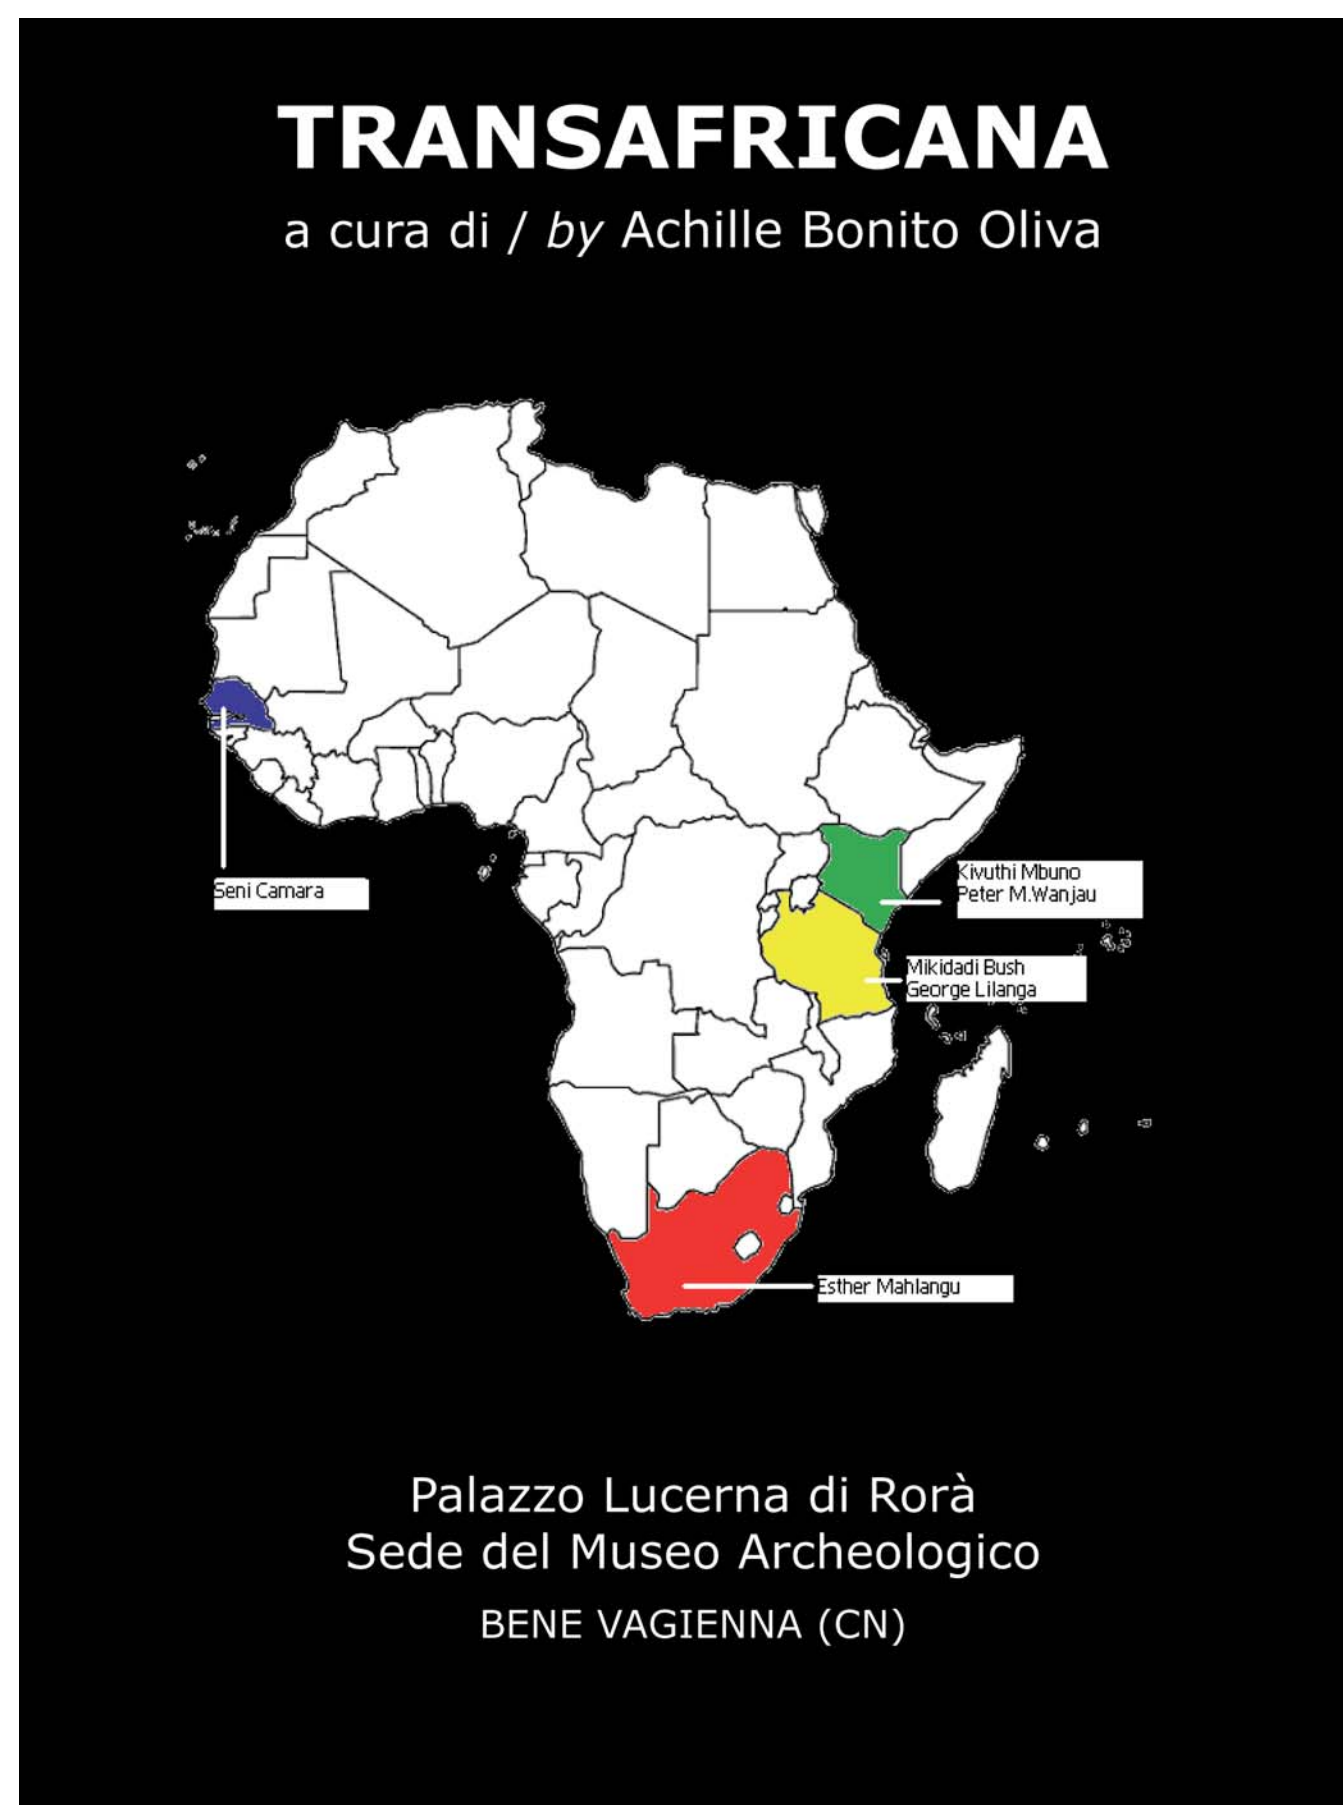 TRANSAFRICANA
a cura di / by Achille Bonito Oliva
Seni Camara
Kivuthi Mbuno
Peter M.Wanjau
Mikidadi Bush
George Lilanga
Esther Mahlangu
Palazzo Lucerna di Rorà
Sede del Museo Archeologico
BENE VAGIENNA (CN)